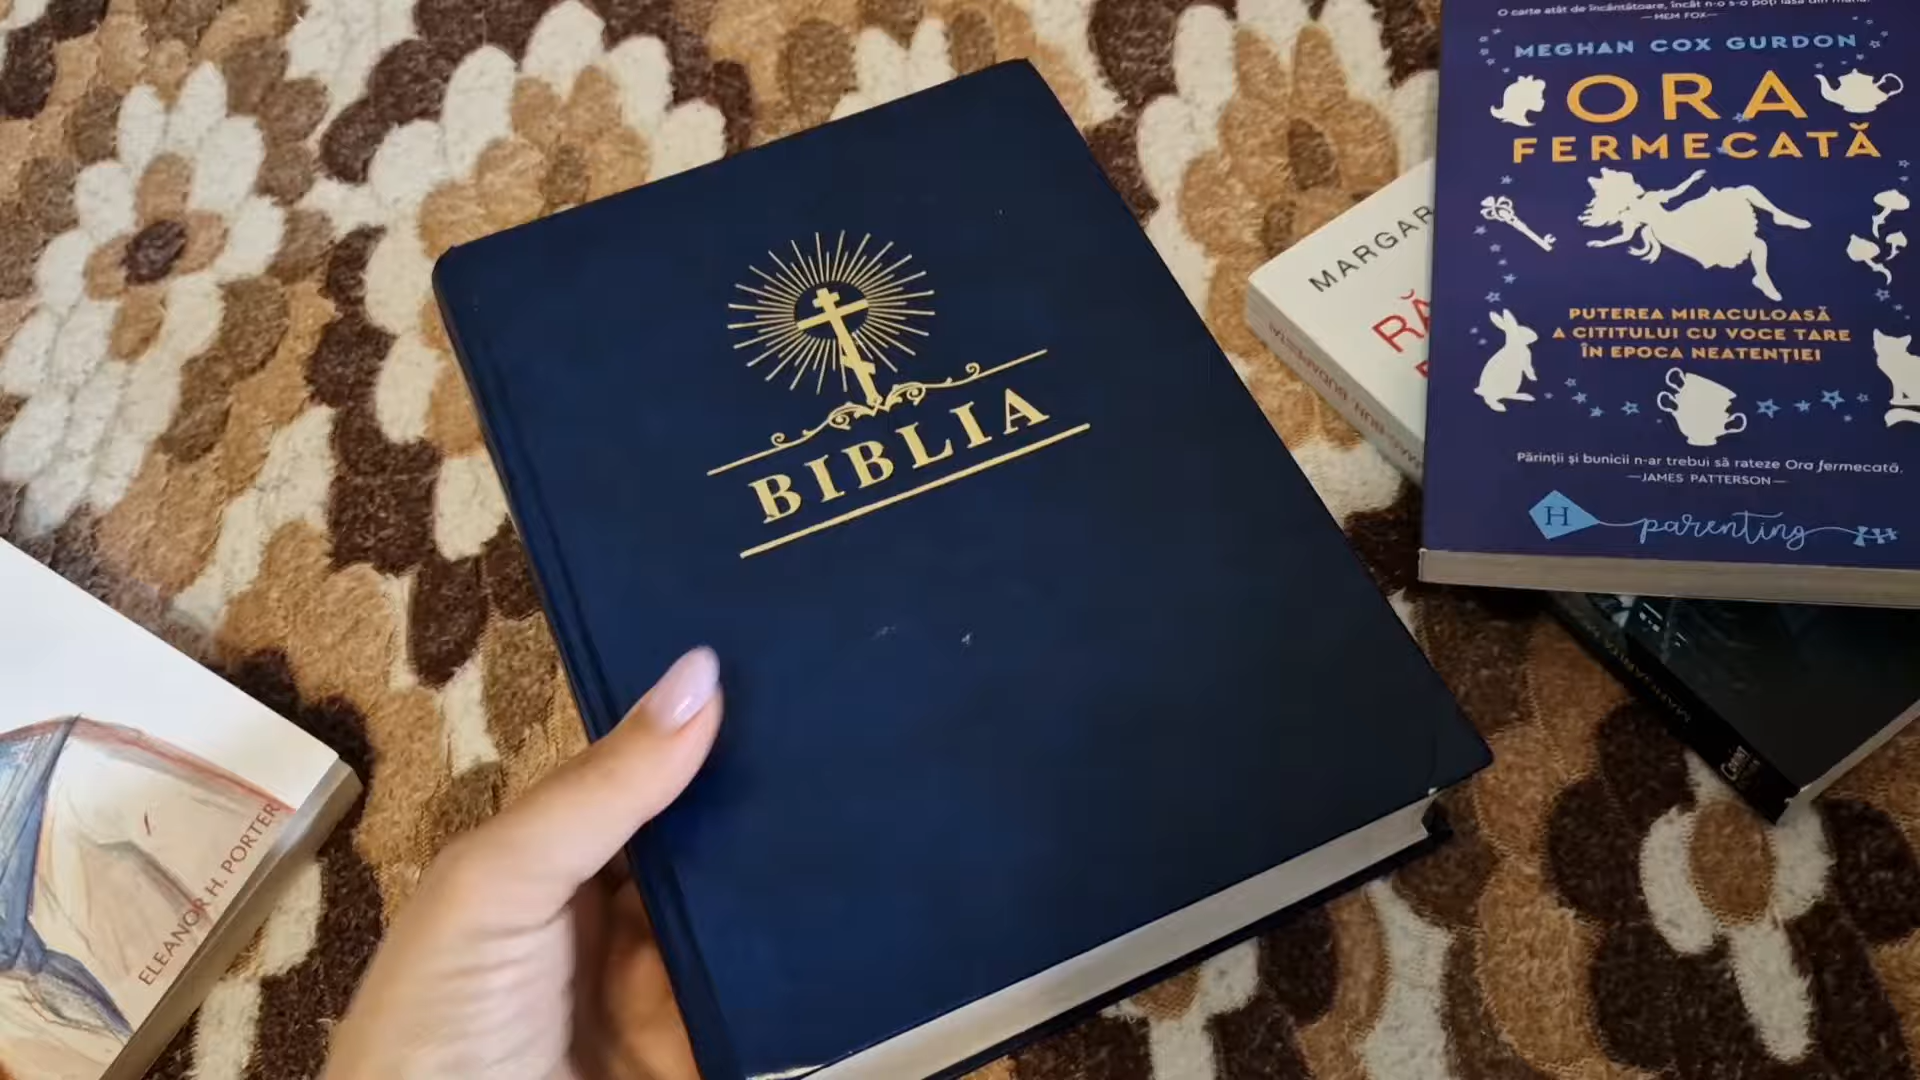 BIBLIA
O carte atât de încântătoare, încât n-o s-o poți lăsa din mână.
—MEM FOX—
MEGHAN COX GURDON
ORA
FERMECATĂ
PUTEREA MIRACULOASĂ
A CITITULUI CU VOCE TARE
ÎN EPOCA NEATENȚIEI
Părinții și bunicii n-ar trebui să rateze Ora fermecată.
—JAMES PATTERSON—
H parenting
MARGAR
RĂ
ELEANOR H. PORTER
Corint